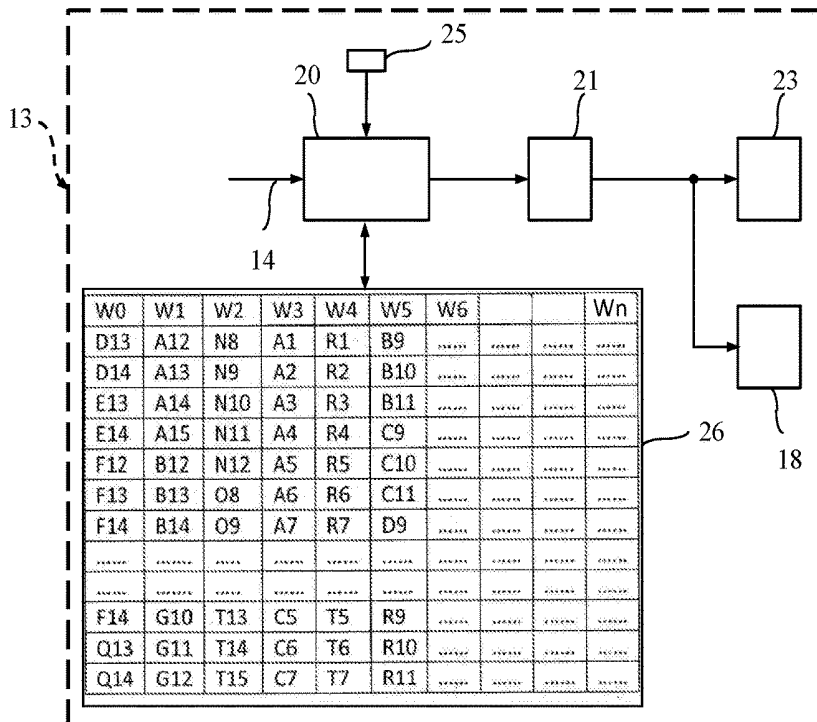 25
20
21
23
13
14
W0 W1 W2 W3 W4 W5 W6 Wn
D13 A12 N8 A1 R1 B9 ...... ...... ...... ......
D14 A13 N9 A2 R2 B10 ...... ...... ...... ......
E13 A14 N10 A3 R3 B11 ...... ...... ...... ......
E14 A15 N11 A4 R4 C9 ...... ...... ...... ......
F12 B12 N12 A5 R5 C10 ...... ...... ...... ......
F13 B13 O8 A6 R6 C11 ...... ...... ...... ......
F14 B14 O9 A7 R7 D9 ...... ...... ...... ......
...... ...... ...... ...... ...... ...... ...... ...... ...... ......
...... ...... ...... ...... ...... ...... ...... ...... ...... ......
F14 G10 T13 C5 T5 R9 ...... ...... ...... ......
Q13 G11 T14 C6 T6 R10 ...... ...... ...... ......
Q14 G12 T15 C7 T7 R11 ...... ...... ...... ......
26
18